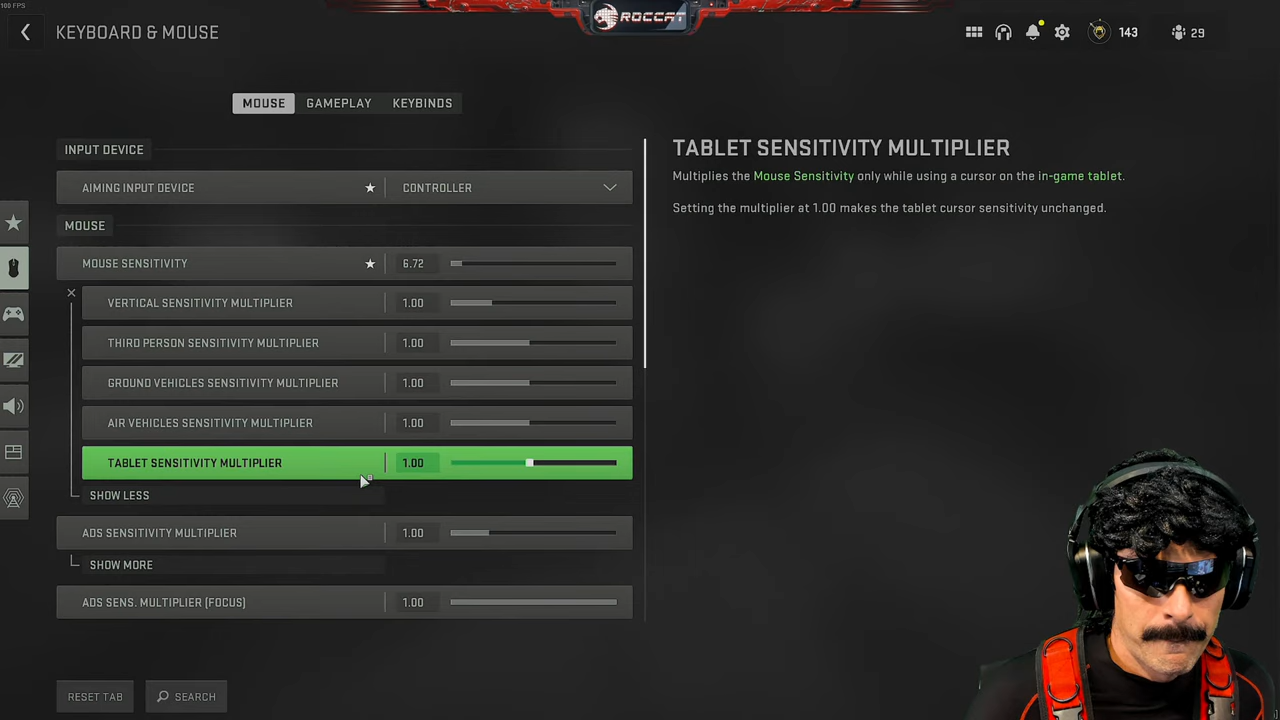 100 FPS
ROCCAT
KEYBOARD & MOUSE
143
29
MOUSE
GAMEPLAY
KEYBINDS
INPUT DEVICE
AIMING INPUT DEVICE
CONTROLLER
MOUSE
MOUSE SENSITIVITY
6.72
VERTICAL SENSITIVITY MULTIPLIER
1.00
THIRD PERSON SENSITIVITY MULTIPLIER
1.00
GROUND VEHICLES SENSITIVITY MULTIPLIER
1.00
AIR VEHICLES SENSITIVITY MULTIPLIER
1.00
TABLET SENSITIVITY MULTIPLIER
1.00
SHOW LESS
ADS SENSITIVITY MULTIPLIER
1.00
SHOW MORE
ADS SENS. MULTIPLIER (FOCUS)
1.00
RESET TAB
SEARCH
TABLET SENSITIVITY MULTIPLIER
Multiplies the Mouse Sensitivity only while using a cursor on the in-game tablet.
Setting the multiplier at 1.00 makes the tablet cursor sensitivity unchanged.